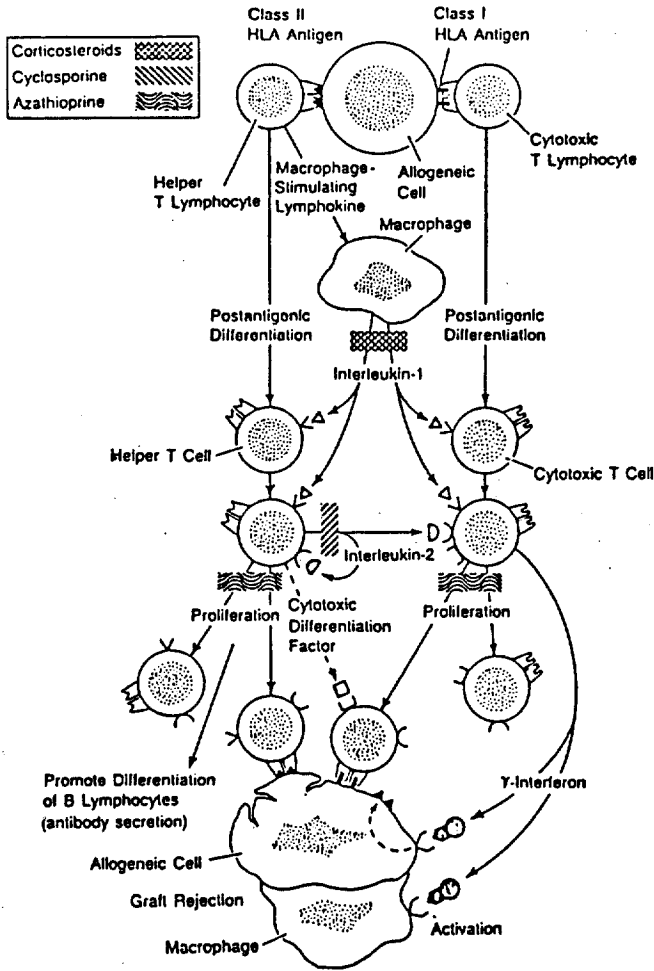 Class II
HLA Antigen
Class I
HLA Antigen
Corticosteroids
Cyclosporine
Azathioprine
Helper
T Lymphocyte
Macrophage-
Stimulating
Lymphokine
Allogeneic
Cell
Cytotoxic
T Lymphocyte
Macrophage
Postantigenic
Differentiation
Postantigenic
Differentiation
Interleukin-1
Helper T Cell
Cytotoxic T Cell
Interleukin-2
Proliferation
Cytotoxic
Differentiation
Factor
Proliferation
Promote Differentiation
of B Lymphocytes
(antibody secretion)
γ-Interferon
Allogeneic Cell
Graft Rejection
Macrophage
Activation